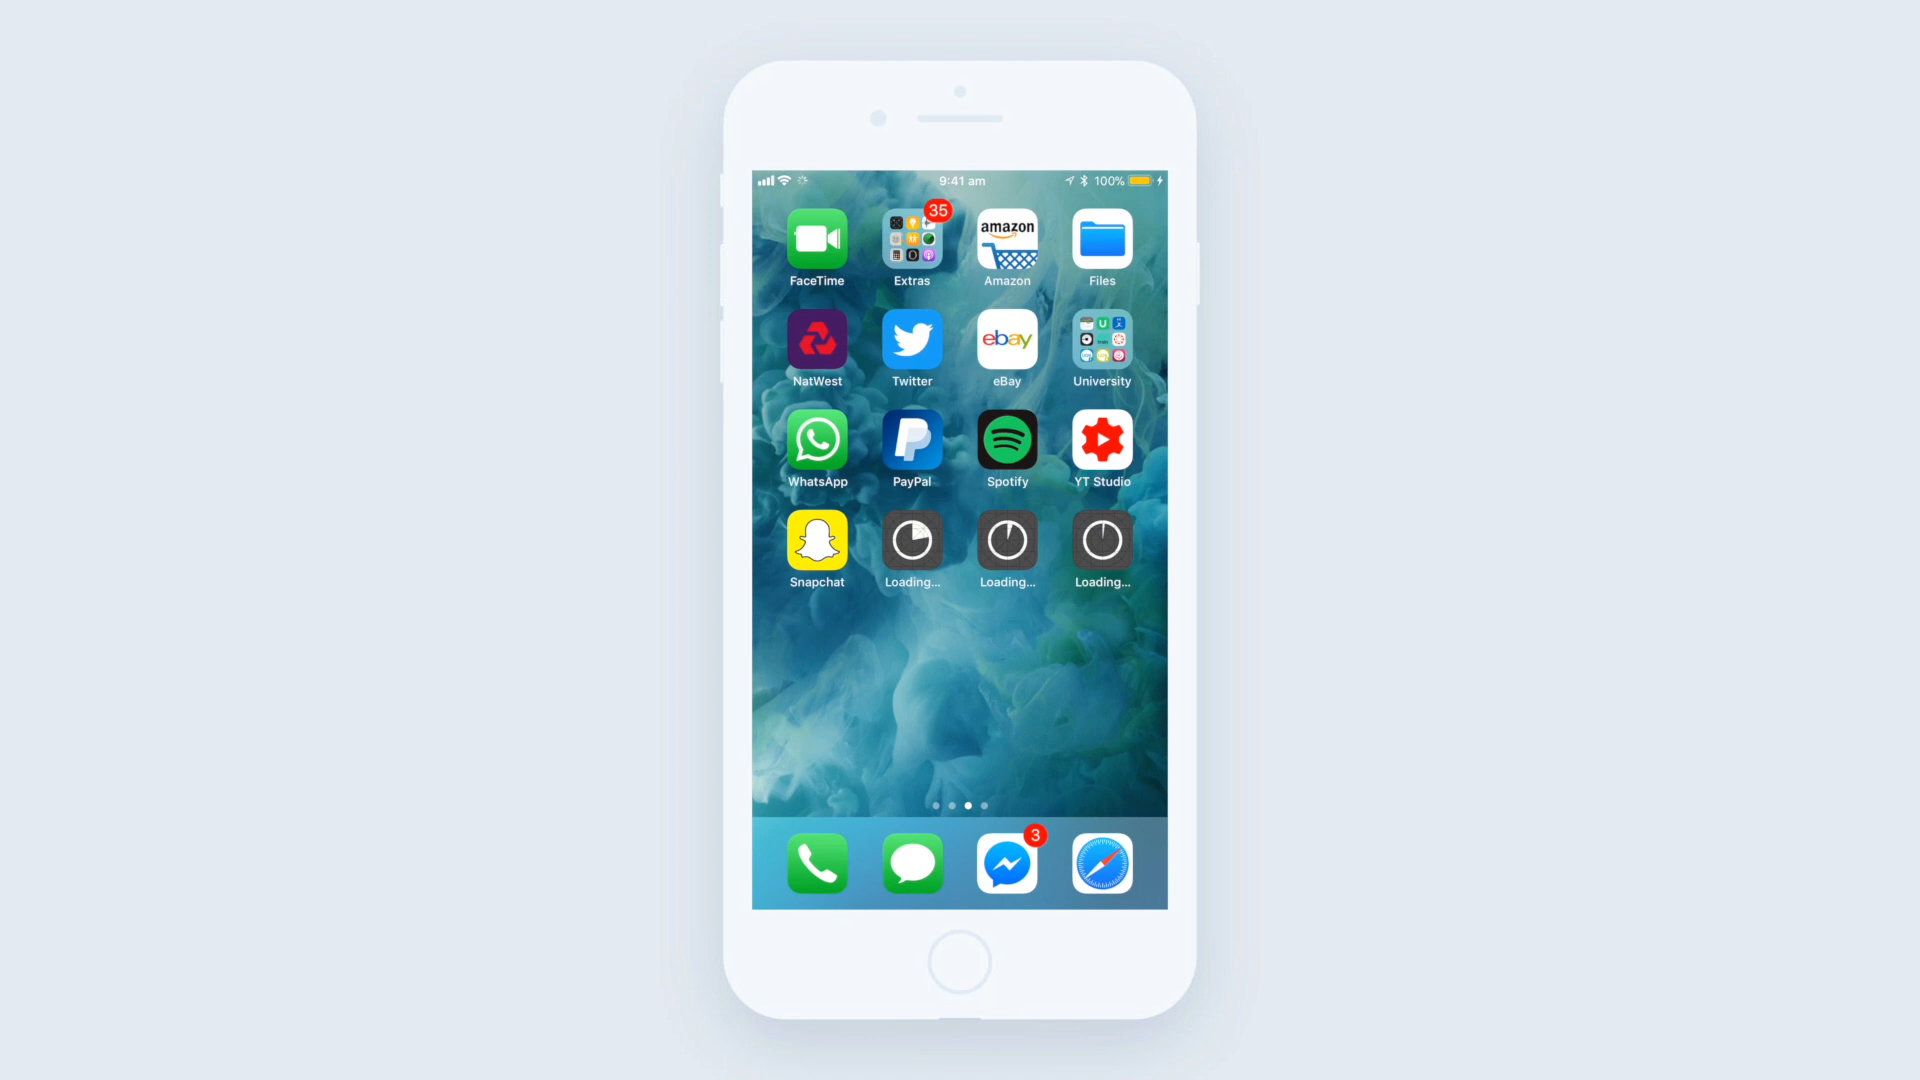 9:41 am 100%
35
amazon
FaceTime Extras Amazon Files
ebay
NatWest Twitter eBay University
WhatsApp PayPal Spotify YT Studio
Snapchat Loading... Loading... Loading...
3